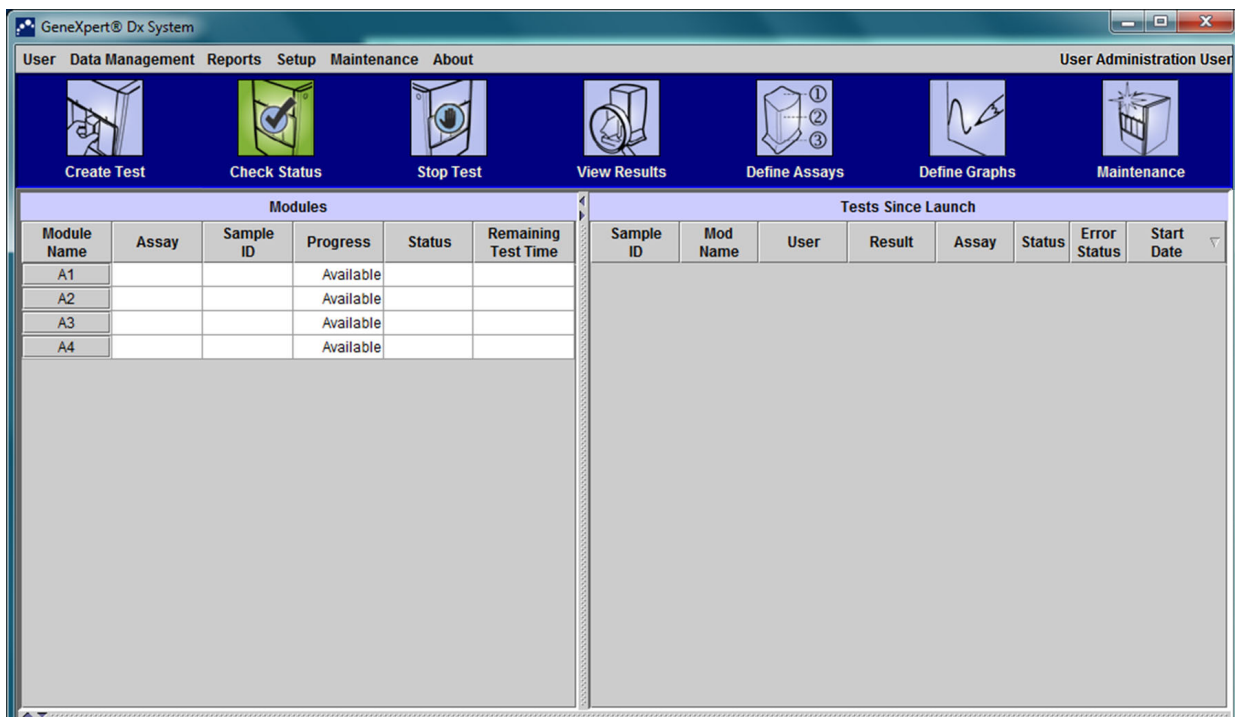 GeneXpert® Dx System
User Data Management Reports Setup Maintenance About User Administration User
Create Test Check Status Stop Test View Results Define Assays Define Graphs Maintenance
① 
② 
③
Modules
Module Name Assay Sample ID Progress Status Remaining Test Time
A1 Available
A2 Available
A3 Available
A4 Available
Tests Since Launch
Sample ID Mod Name User Result Assay Status Error Status Start Date